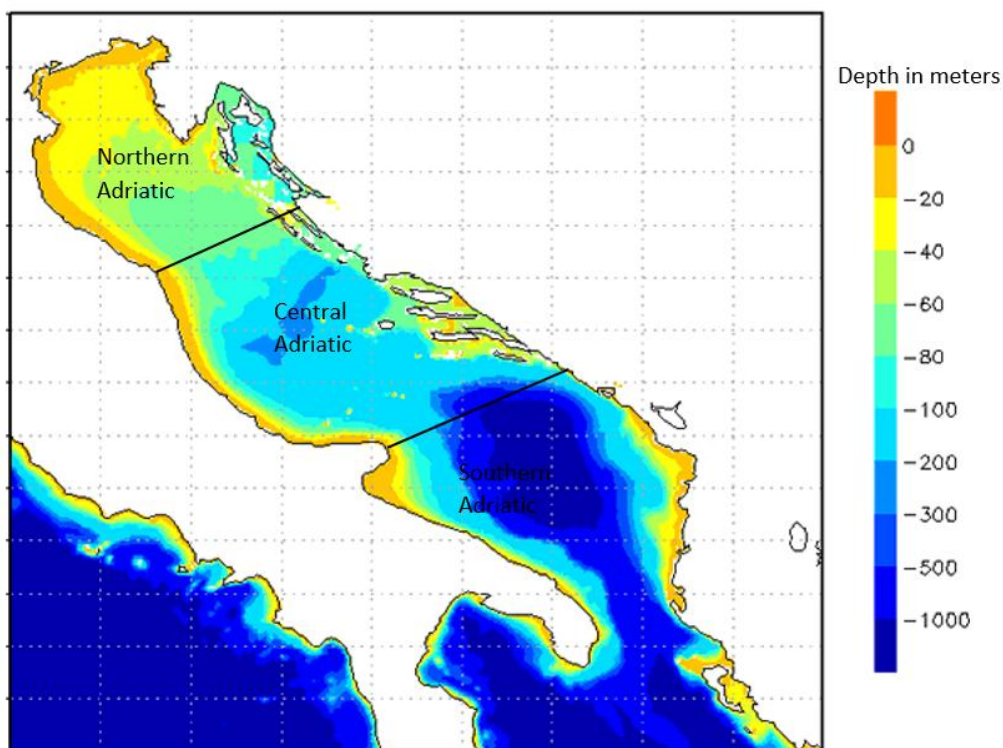 Depth in meters
Northern
Adriatic
Central
Adriatic
Southern
Adriatic
0
−20
−40
−60
−80
−100
−200
−300
−500
−1000